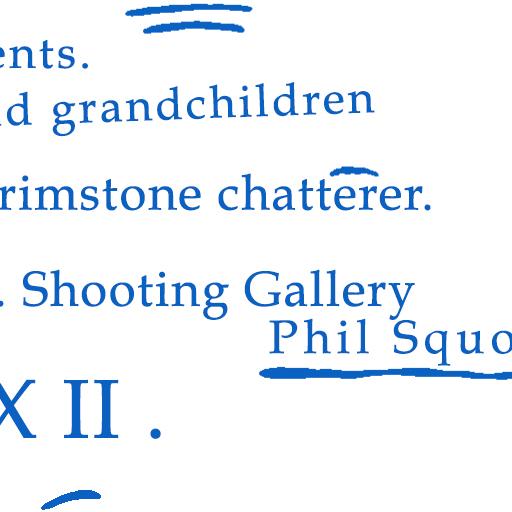 ents.
d grandchildren
rimstone chatterer.
. Shooting Gallery
Phil Squo
X II .